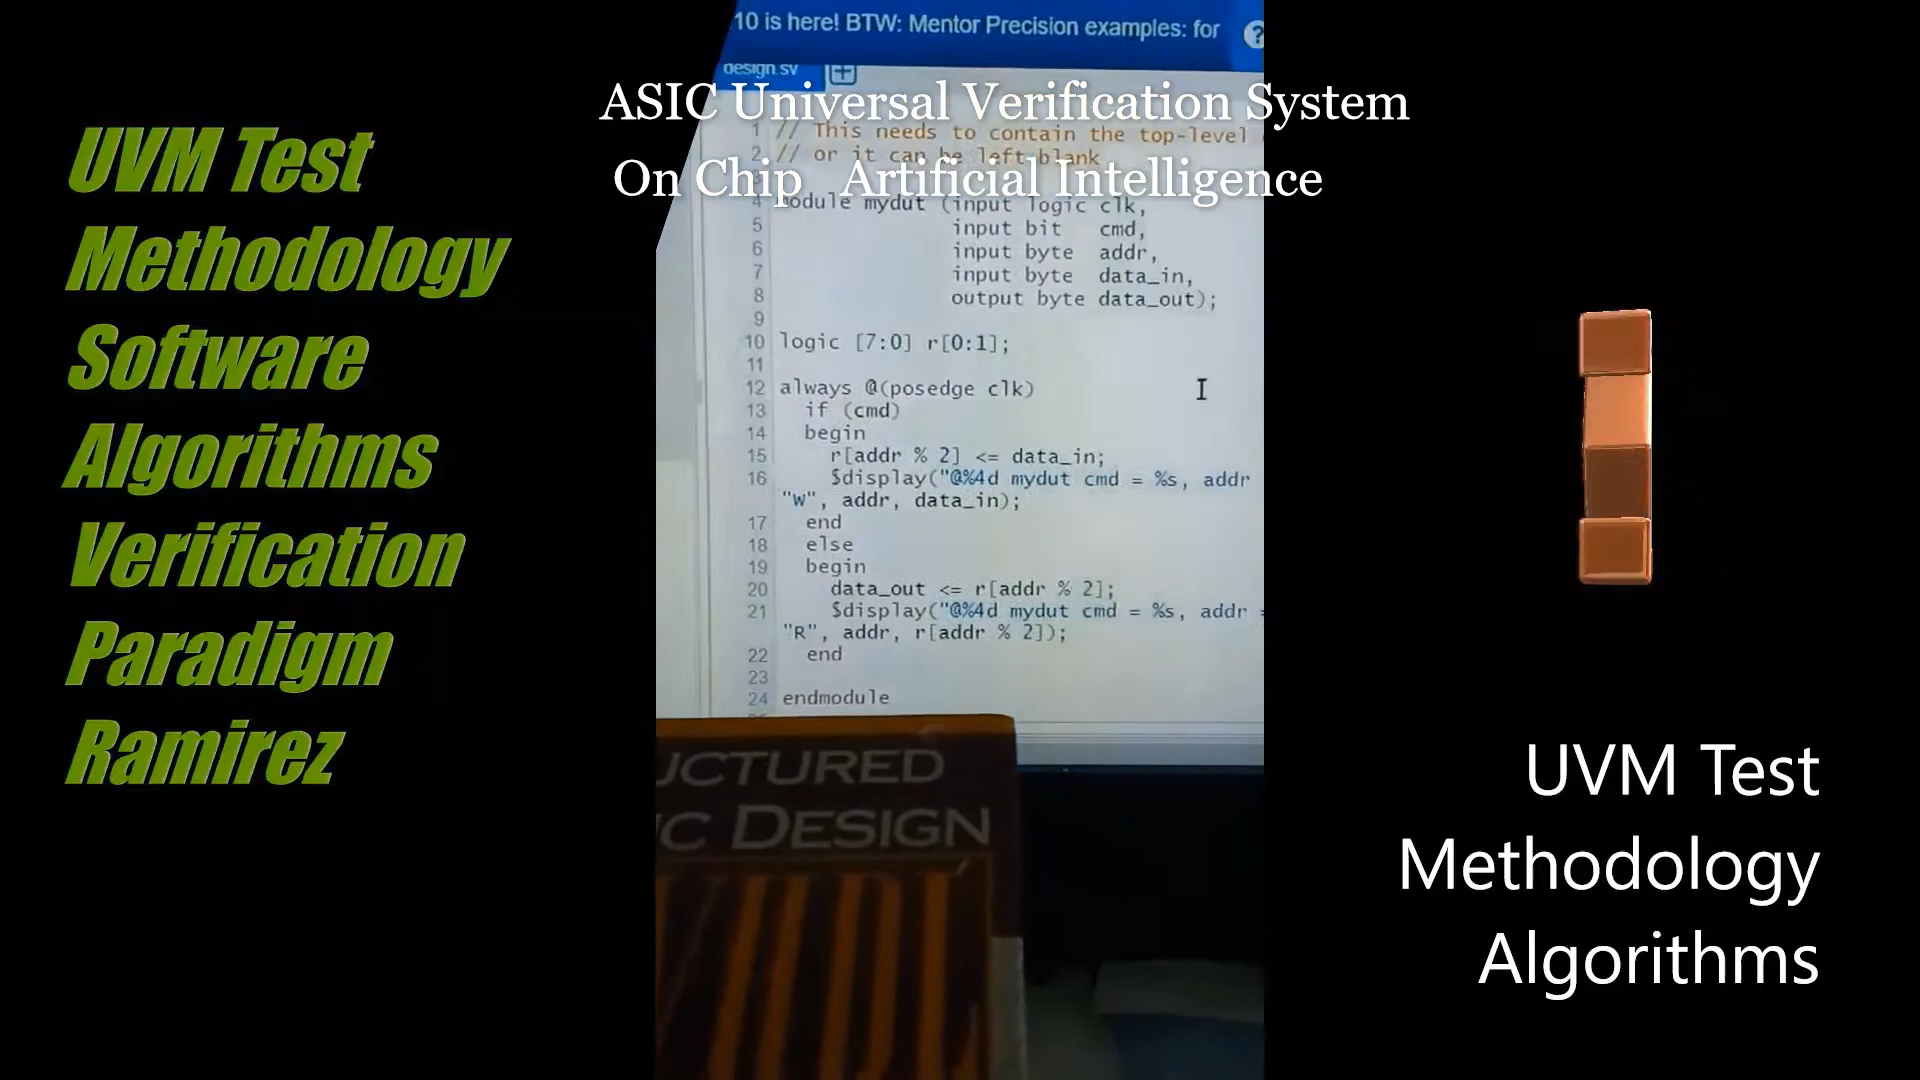 UVM Test
Methodology
Software
Algorithms
Verification
Paradigm
Ramirez
10 is here! BTW: Mentor Precision examples: for
design.sv
ASIC Universal Verification System
On Chip Artificial Intelligence
1 // This needs to contain the top-level
2 // or it can be left blank
4 module mydut (input logic clk,
5 input bit cmd,
6 input byte addr,
7 input byte data_in,
8 output byte data_out);
9
10 logic [7:0] r[0:1];
11
12 always @(posedge clk)
13 if (cmd)
14 begin
15 r[addr % 2] <= data_in;
16 $display("@%4d mydut cmd = %s, addr
"W", addr, data_in);
17 end
18 else
19 begin
20 data_out <= r[addr % 2];
21 $display("@%4d mydut cmd = %s, addr =
"R", addr, r[addr % 2]);
22 end
23
24 endmodule
UCTURED
C DESIGN
UVM Test
Methodology
Algorithms